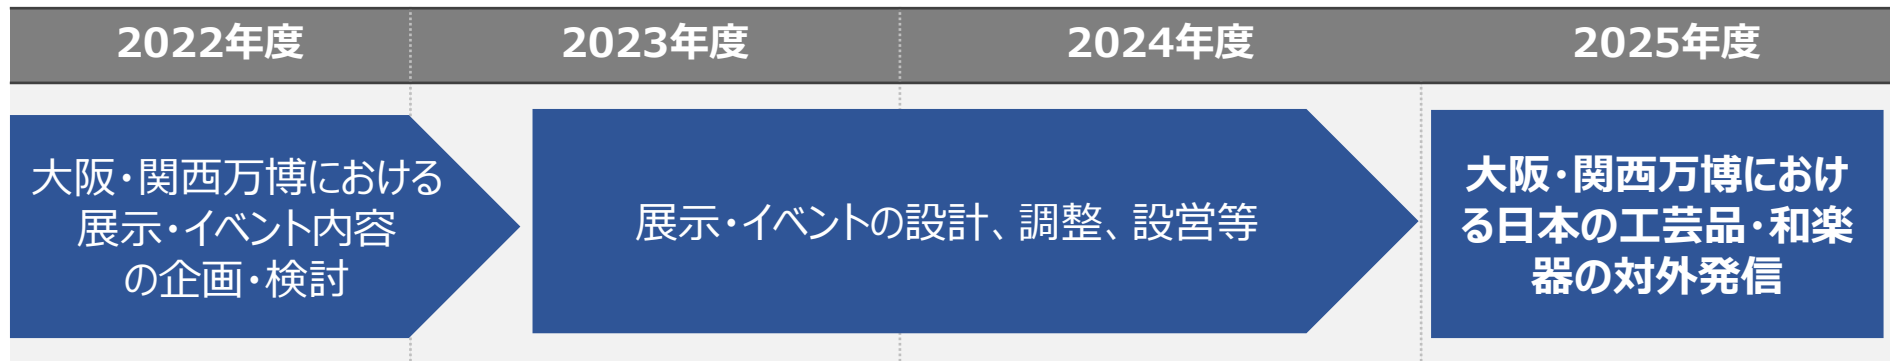 2022年度
2023年度
2024年度
2025年度
大阪・関西万博における
展示・イベント内容
の企画・検討
展示・イベントの設計、調整、設営等
大阪・関西万博におけ
る日本の工芸品・和楽
器の対外発信